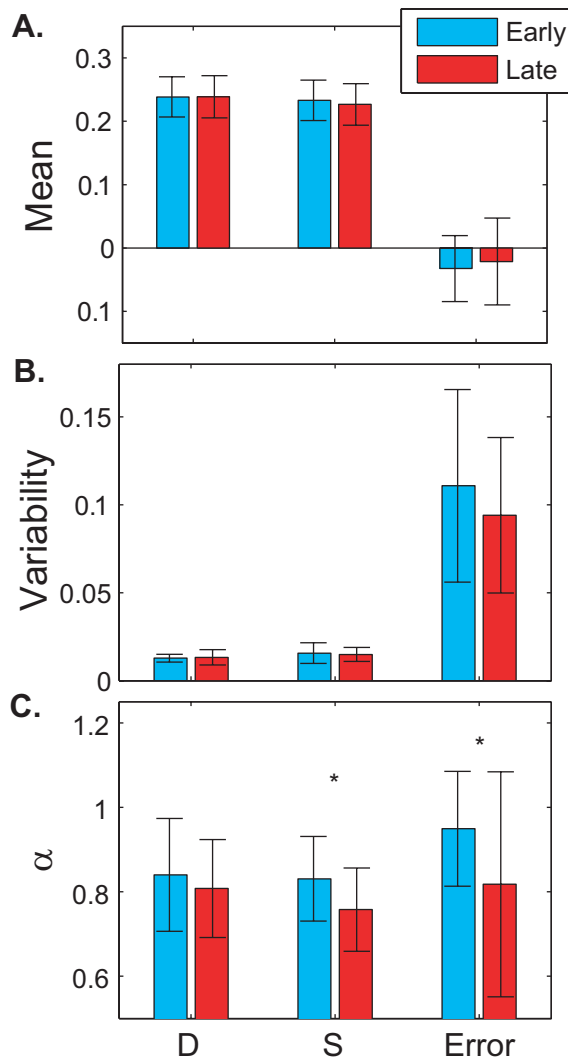 A.
Early
Late
0.3
0.2
0.1
0
0.1
Mean
B.
0.15
0.1
0.05
0
Variability
C.
1.2
1
0.8
0.6
α
*
*
D S Error